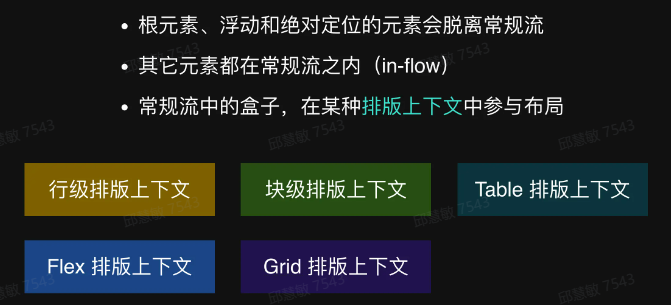 根元素、浮动和绝对定位的元素会脱离常规流
其它元素都在常规流之内（in-flow）
常规流中的盒子，在某种排版上下文中参与布局
行级排版上下文
块级排版上下文
Table 排版上下文
Flex 排版上下文
Grid 排版上下文
邱慧敏 7543